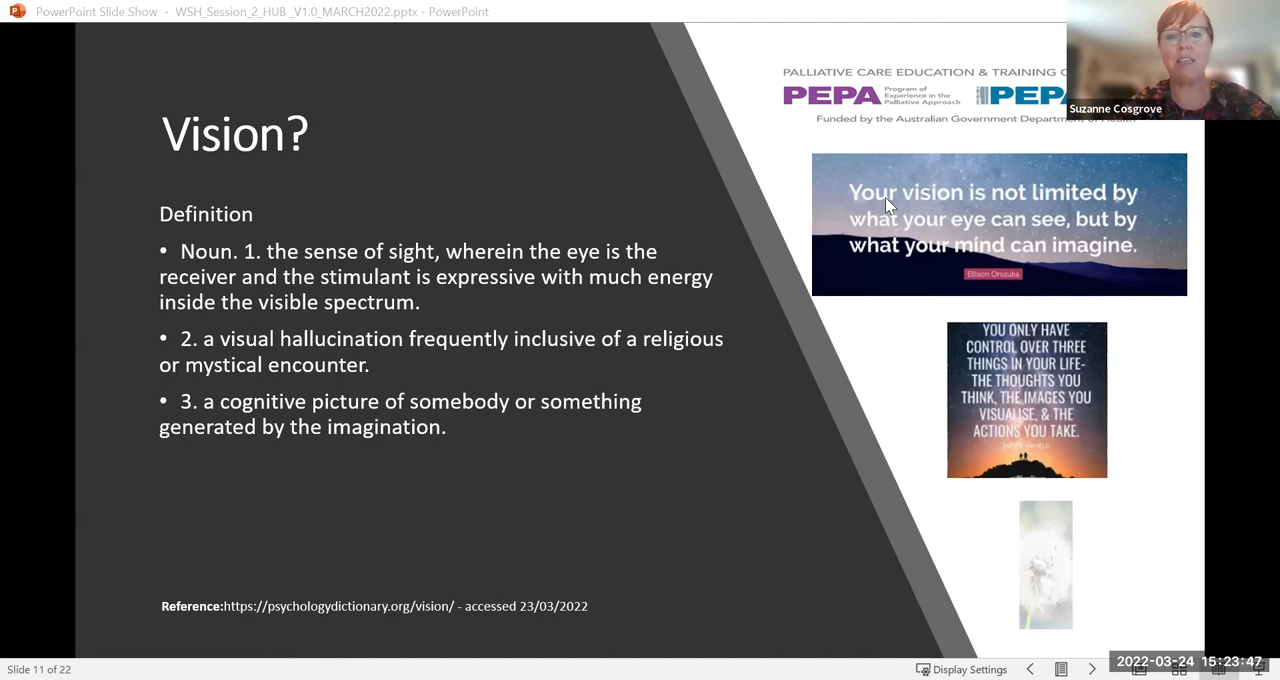 PowerPoint Slide Show - WSH_Session_2_HUB _V1.0_MARCH2022.pptx - PowerPoint
Suzanne Cosgrove
PALLIATIVE CARE EDUCATION & TRAINING
PEPA
Program of
Experience in the
Palliative Approach
Funded by the Australian Government Department of Health
Vision?
Definition
• Noun. 1. the sense of sight, wherein the eye is the
receiver and the stimulant is expressive with much energy
inside the visible spectrum.
• 2. a visual hallucination frequently inclusive of a religious
or mystical encounter.
• 3. a cognitive picture of somebody or something
generated by the imagination.
Reference:https://psychologydictionary.org/vision/ - accessed 23/03/2022
Your vision is not limited by
what your eye can see, but by
what your mind can imagine.
Ellison Onizuka
YOU ONLY HAVE
CONTROL OVER THREE
THINGS IN YOUR LIFE-
THE THOUGHTS YOU
THINK, THE IMAGES YOU
VISUALISE, & THE
ACTIONS YOU TAKE.
Slide 11 of 22
Display Settings
2022-03-24 15:23:47